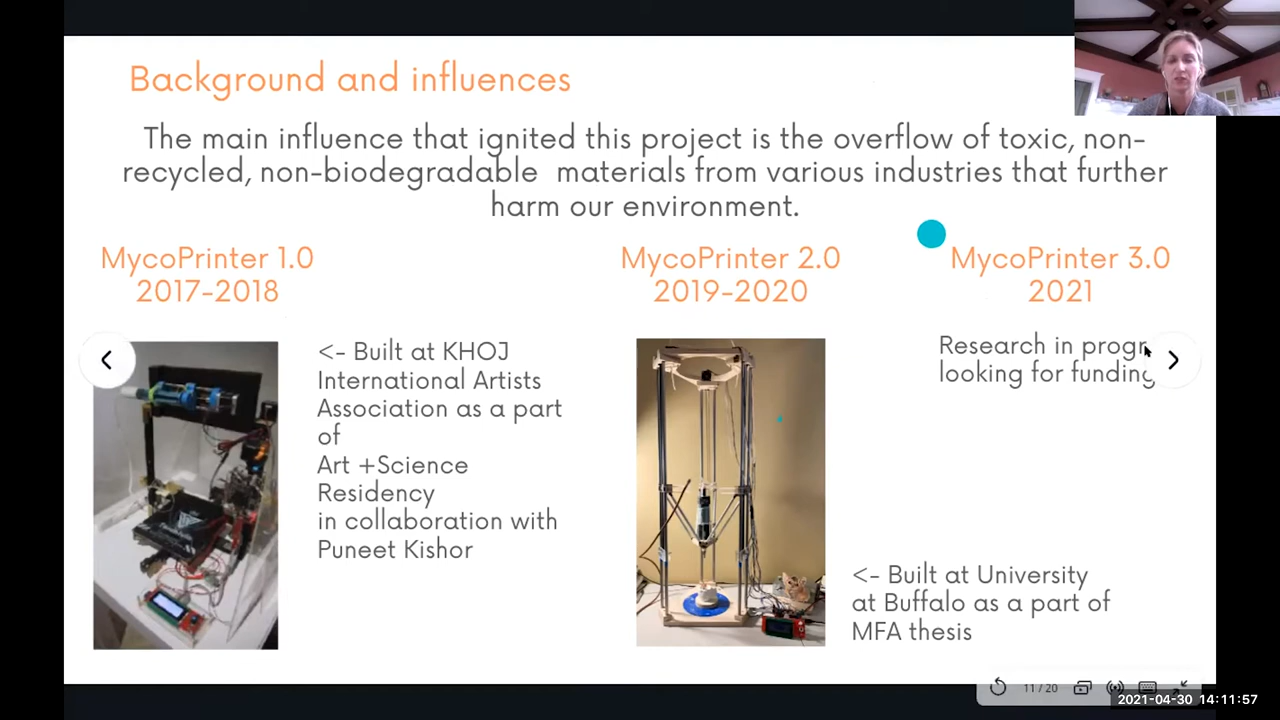 Background and influences
The main influence that ignited this project is the overflow of toxic, non-
recycled, non-biodegradable materials from various industries that further
harm our environment.
MycoPrinter 1.0
2017-2018
<- Built at KHOJ
International Artists
Association as a part
of
Art +Science
Residency
in collaboration with
Puneet Kishor
MycoPrinter 2.0
2019-2020
<- Built at University
at Buffalo as a part of
MFA thesis
MycoPrinter 3.0
2021
Research in progr
looking for funding
11 / 20
2021-04-30 14:11:57